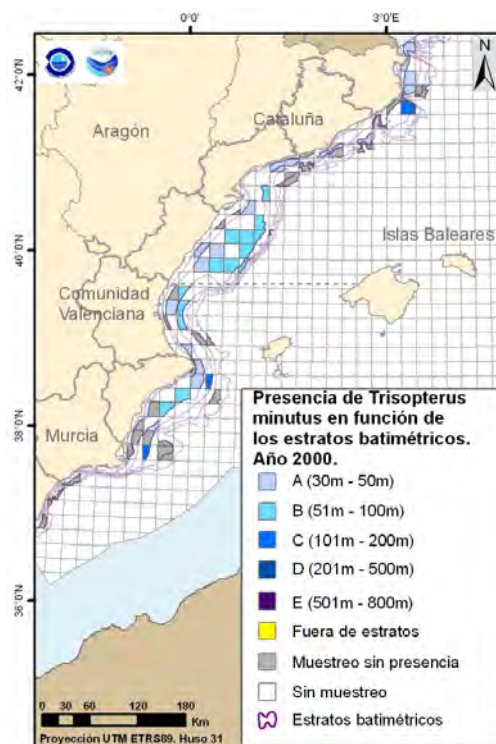 0°0'
3°0'E
42°0'N
40°0'N
38°0'N
36°0'N
N
Cataluña
Aragón
Islas Baleares
Comunidad
Valenciana
Murcia
Presencia de Trisopterus
minutus en función de
los estratos batimétricos.
Año 2000.
A (30m - 50m)
B (51m - 100m)
C (101m - 200m)
D (201m - 500m)
E (501m - 800m)
Fuera de estratos
Muestreo sin presencia
Sin muestreo
Estratos batimétricos
0 30 60 120 180
Km
Proyección UTM ETRS89. Huso 31